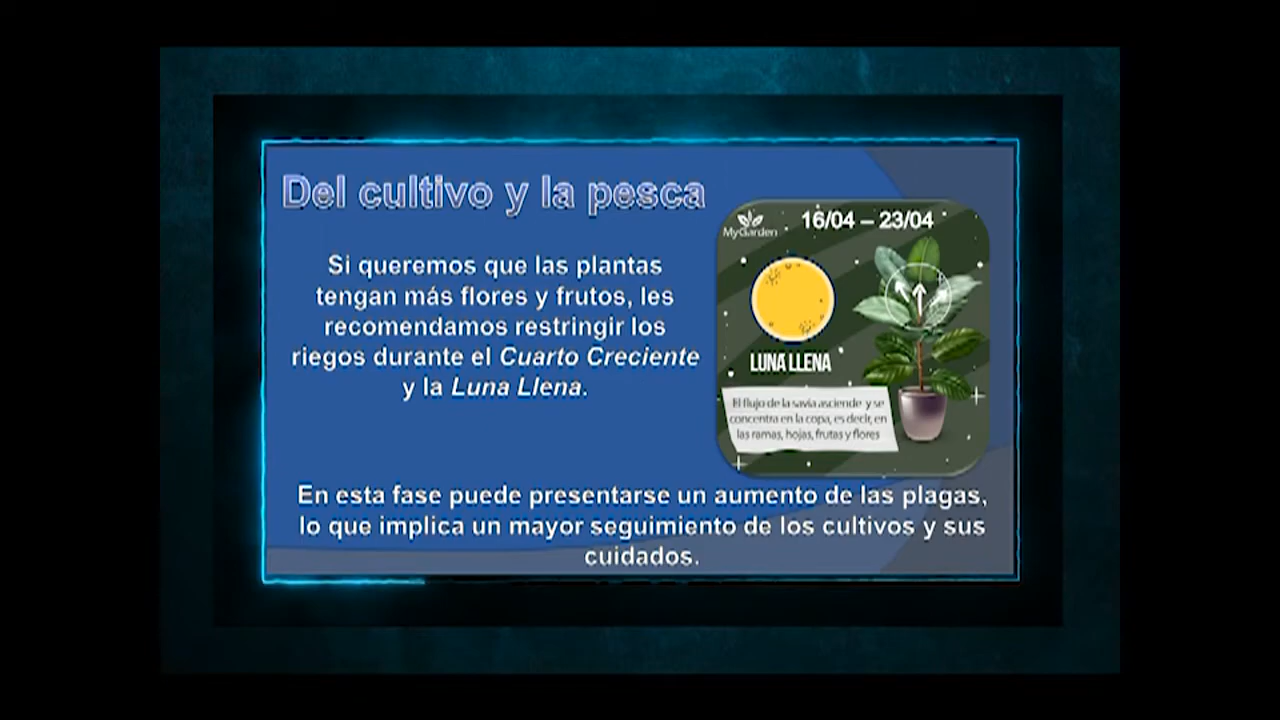 Del cultivo y la pesca
Si queremos que las plantas
tengan más flores y frutos, les
recomendamos restringir los
riegos durante el Cuarto Creciente
y la Luna Llena.
MyGarden
16/04 – 23/04
LUNA LLENA
El flujo de la savia asciende y se
concentra en la copa, es decir, en
las ramas, hojas, frutas y flores
En esta fase puede presentarse un aumento de las plagas,
lo que implica un mayor seguimiento de los cultivos y sus
cuidados.